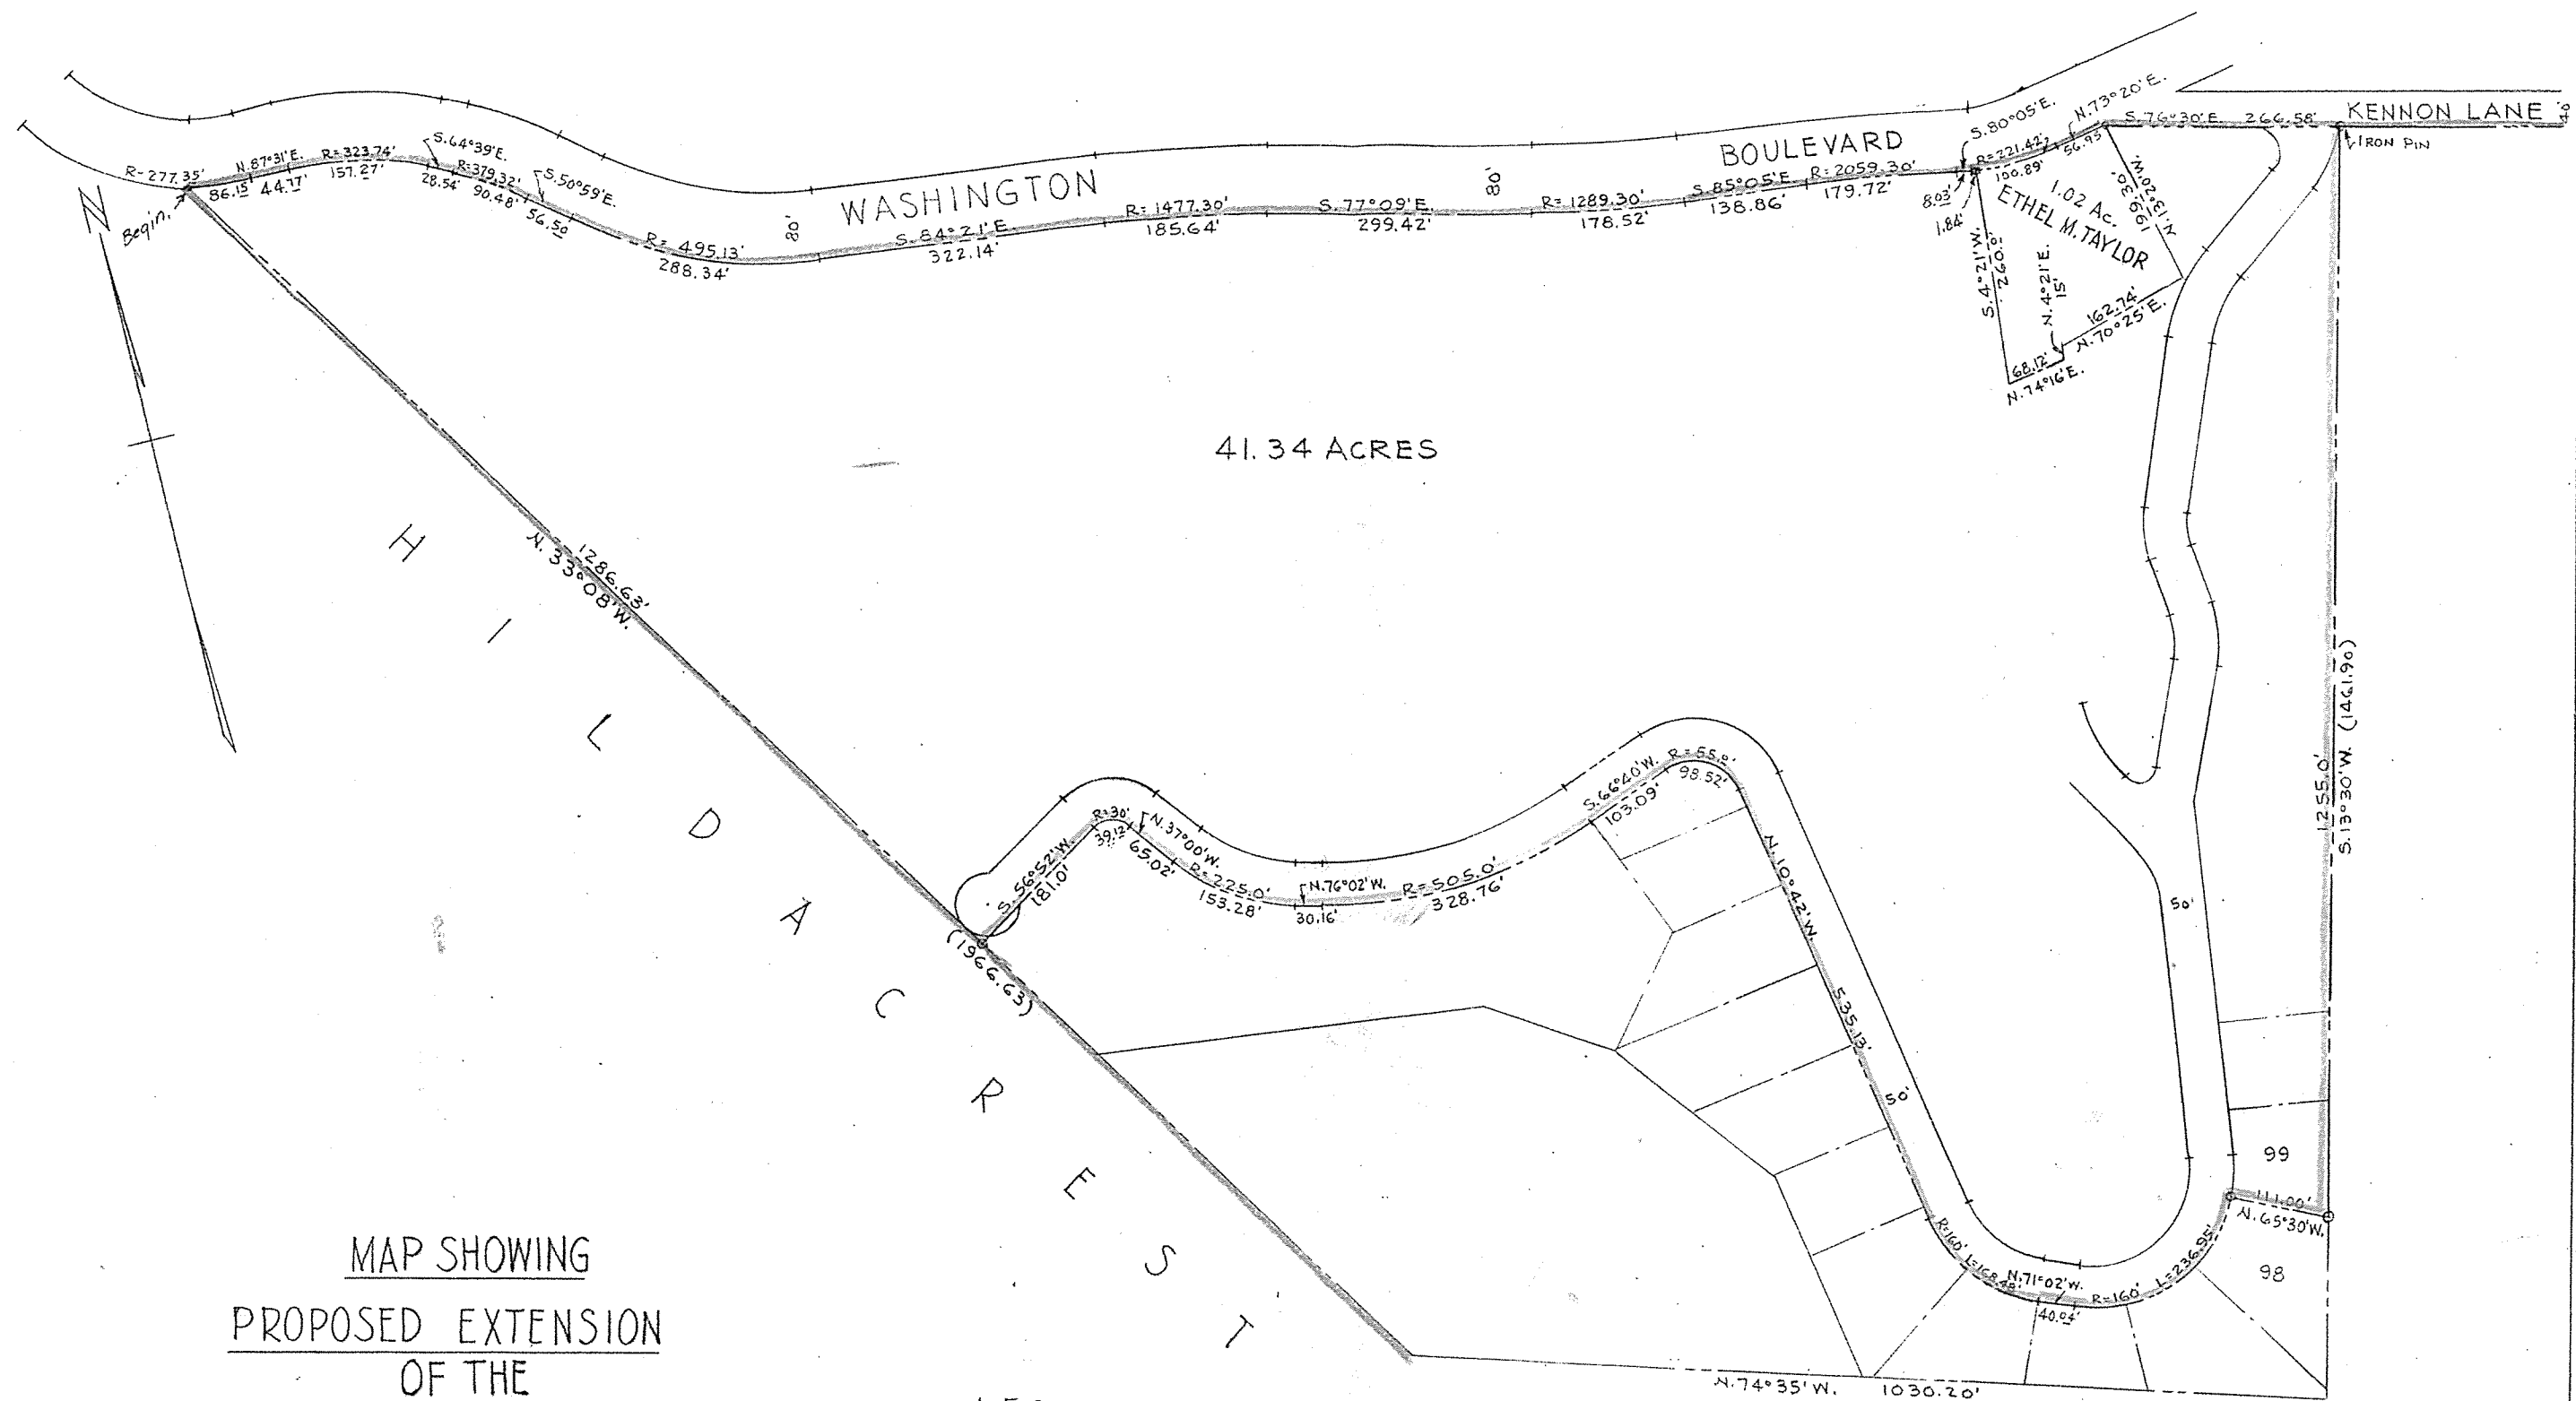 N
Begin.
R=277.35'
86.15
N.87°31'E.
44.77'
R=323.74'
157.27'
S.64°39'E.
28.54'
R=379.32'
90.48'
S.50°59'E.
56.50
R=495.13'
288.34'
80'
WASHINGTON
BOULEVARD
S.84°21'E.
322.14'
R=1477.30'
185.64'
S.77°09'E.
299.42'
80'
R=1289.30'
178.52'
S.85°05'E.
138.86'
R=2059.30'
179.72'
8.03'
1.84'
S.80°05'E.
R=221.42'
100.89'
N.73°20'E.
56.95'
S.76°30'E. 266.58'
KENNON LANE
40'
IRON PIN
1.02 Ac.
ETHEL M. TAYLOR
N.13°20'W.
191.30'
S.4°21'W.
260.0'
N.4°21'E.
15'
162.74'
N.70°25'E.
68.12'
N.74°16'E.
41.34 ACRES
1286.63'
N.33°08'W.
(1966.63)
HILDACREST
S.56°52'W.
181.0'
R=30'
39.12
N.37°00'W.
65.02'
R=225.0'
153.28'
N.76°02'W.
30.16'
R=505.0'
328.76'
S.66°40'W.
103.09'
R=55.0'
98.52'
N.10°42'W.
535.13'
50'
50'
1255.0'
S.13°30'W. (1461.90)
99
111.00'
N.65°30'W.
98
R=160'
L=168.48'
N.71°02'W.
40.04'
R=160'
L=236.95'
N.74°35'W. 1030.20'
MAP SHOWING
PROPOSED EXTENSION
OF THE